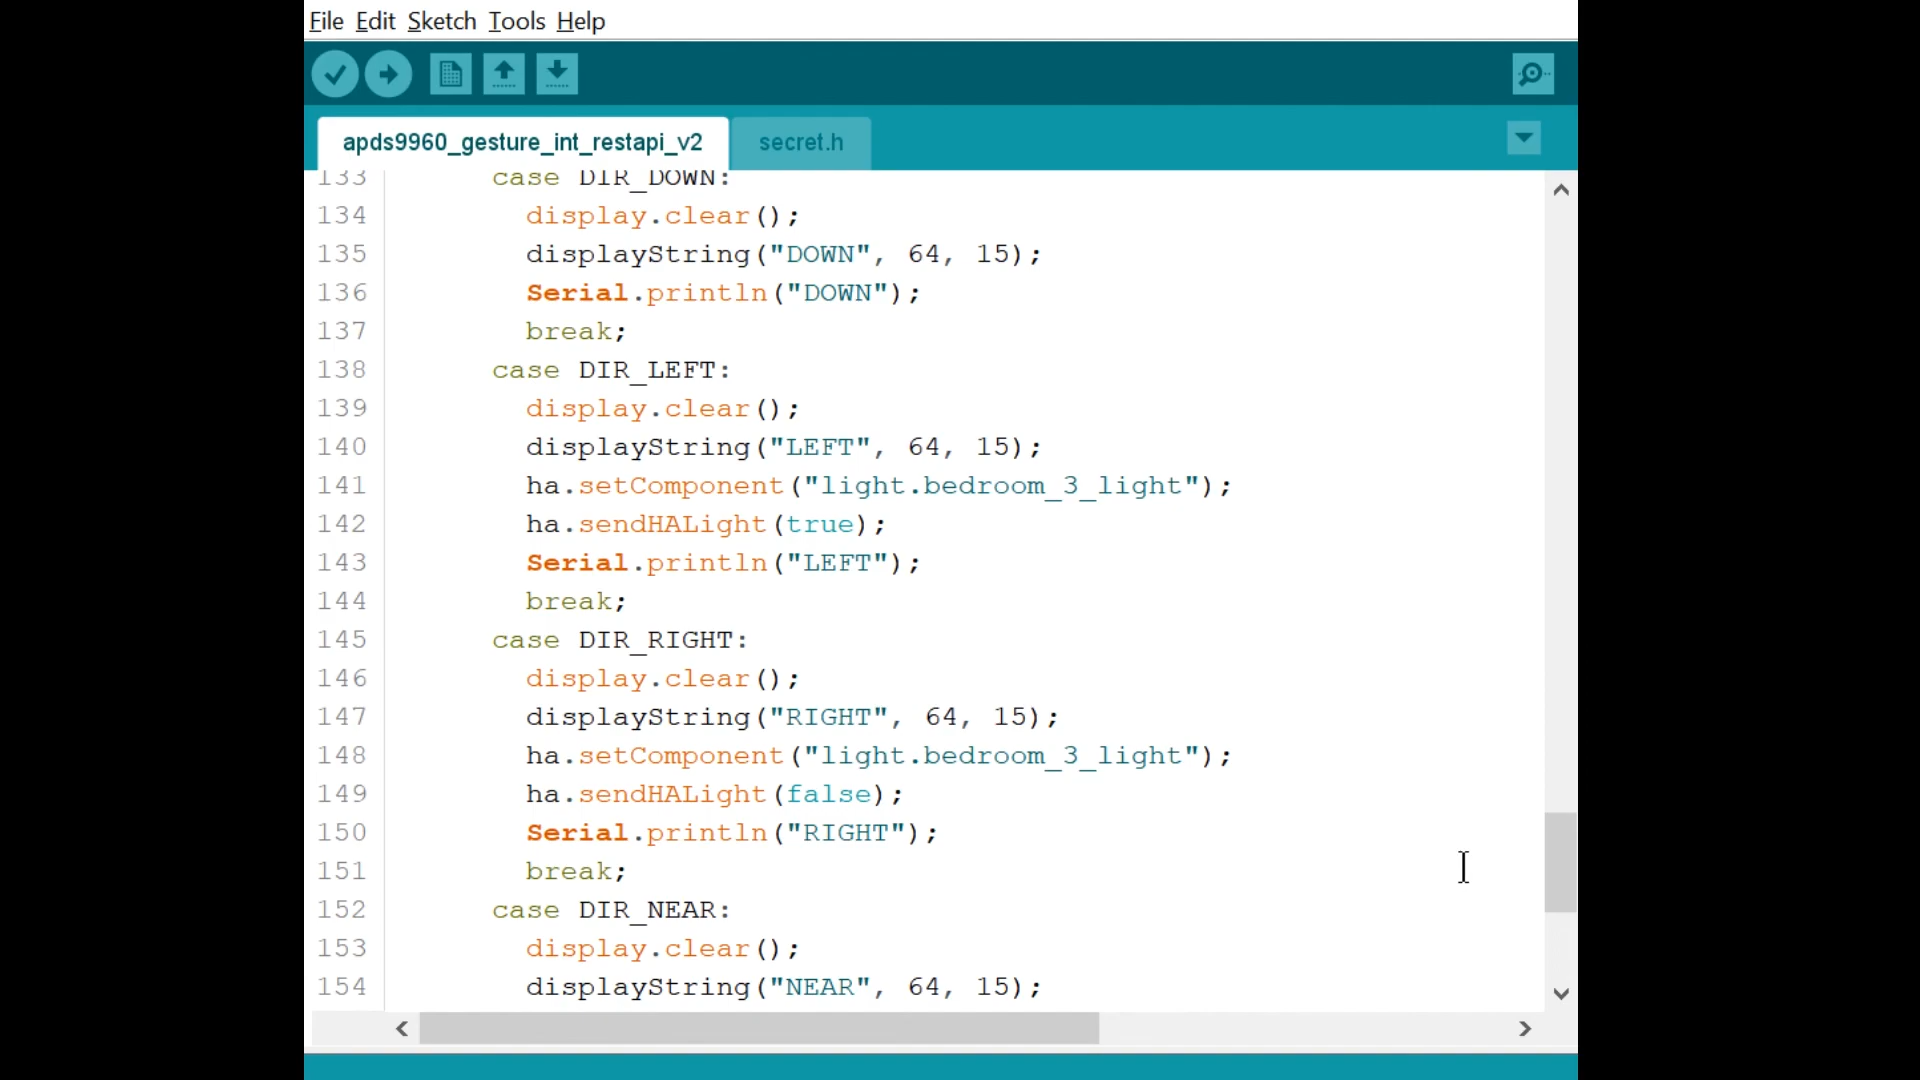 File Edit Sketch Tools Help
apds9960_gesture_int_restapi_v2 secret.h
133 case DIR_DOWN:
134 display.clear();
135 displayString("DOWN", 64, 15);
136 Serial.println("DOWN");
137 break;
138 case DIR_LEFT:
139 display.clear();
140 displayString("LEFT", 64, 15);
141 ha.setComponent("light.bedroom_3_light");
142 ha.sendHALight(true);
143 Serial.println("LEFT");
144 break;
145 case DIR_RIGHT:
146 display.clear();
147 displayString("RIGHT", 64, 15);
148 ha.setComponent("light.bedroom_3_light");
149 ha.sendHALight(false);
150 Serial.println("RIGHT");
151 break;
152 case DIR_NEAR:
153 display.clear();
154 displayString("NEAR", 64, 15);